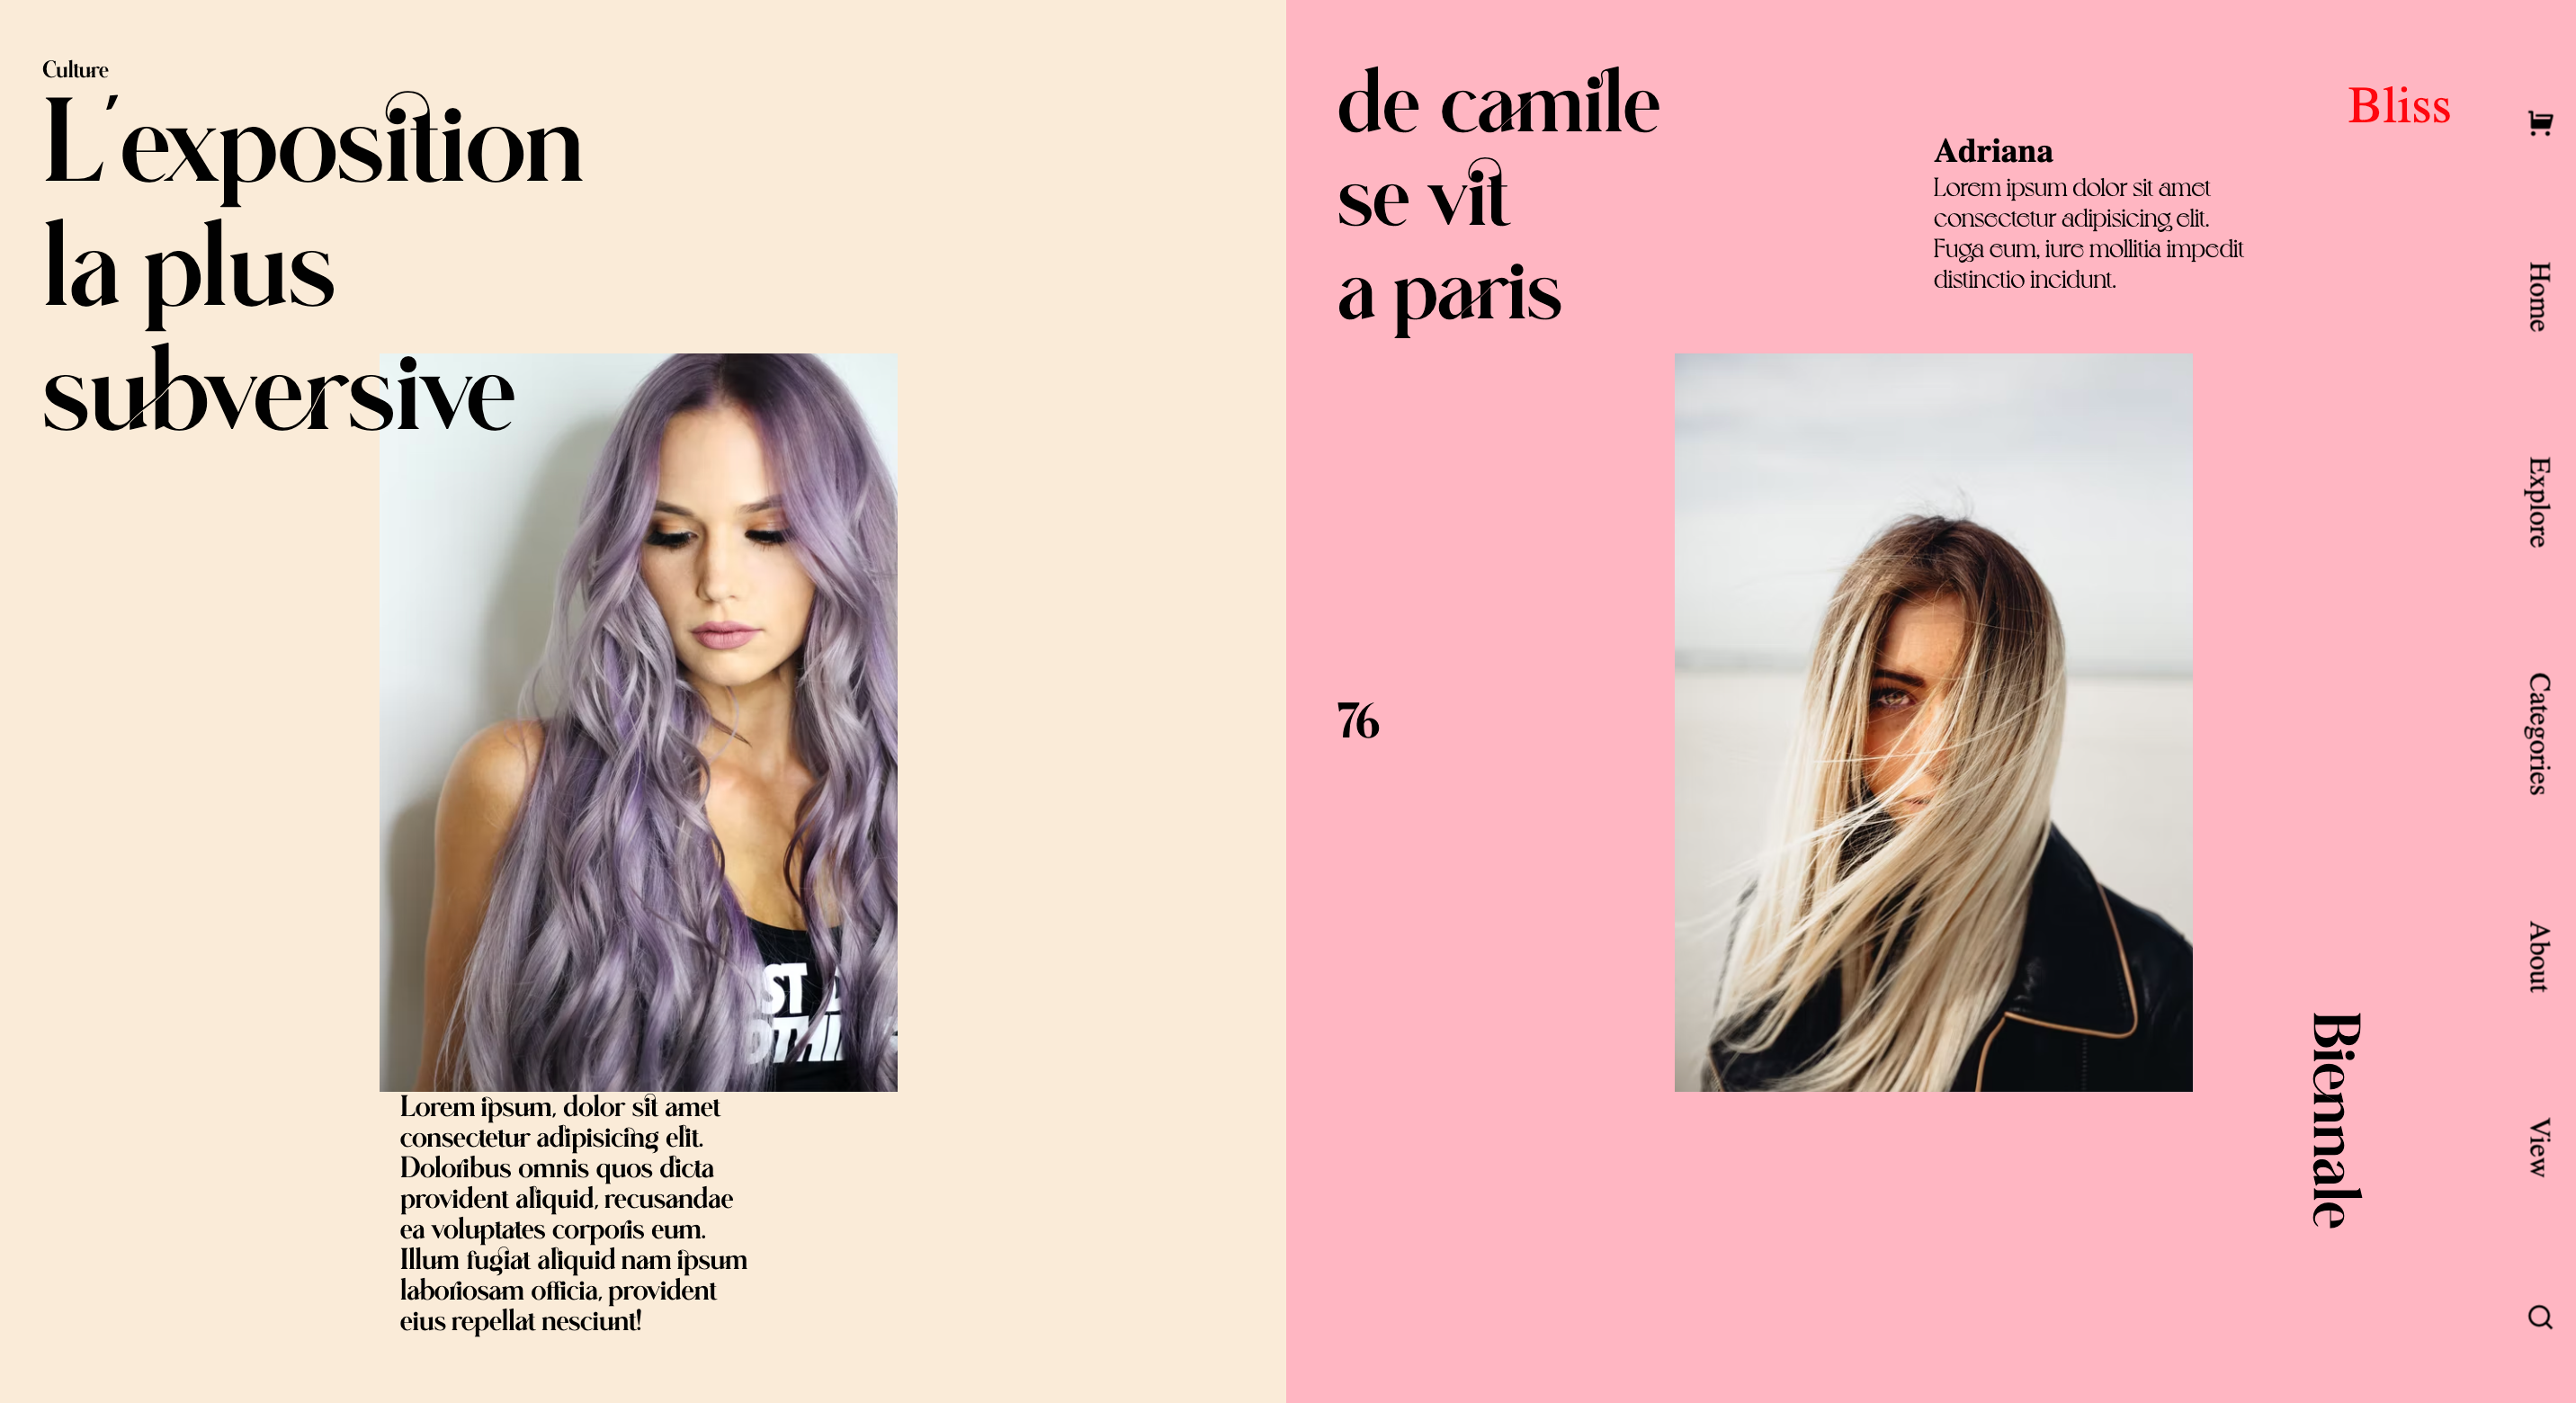 Culture
L'exposition
la plus
subversive
Lorem ipsum, dolor sit amet
consectetur adipisicing elit.
Doloribus omnis quos dicta
provident aliquid, recusandae
ea voluptates corporis eum.
Illum fugiat aliquid nam ipsum
laboriosam officia, provident
eius repellat nesciunt!
de camile
se vit
a paris
76
Adriana
Lorem ipsum dolor sit amet
consectetur adipisicing elit.
Fuga eum, iure mollitia impedit
distinctio incidunt.
Bliss
Biennale
Home
Explore
Categories
About
View